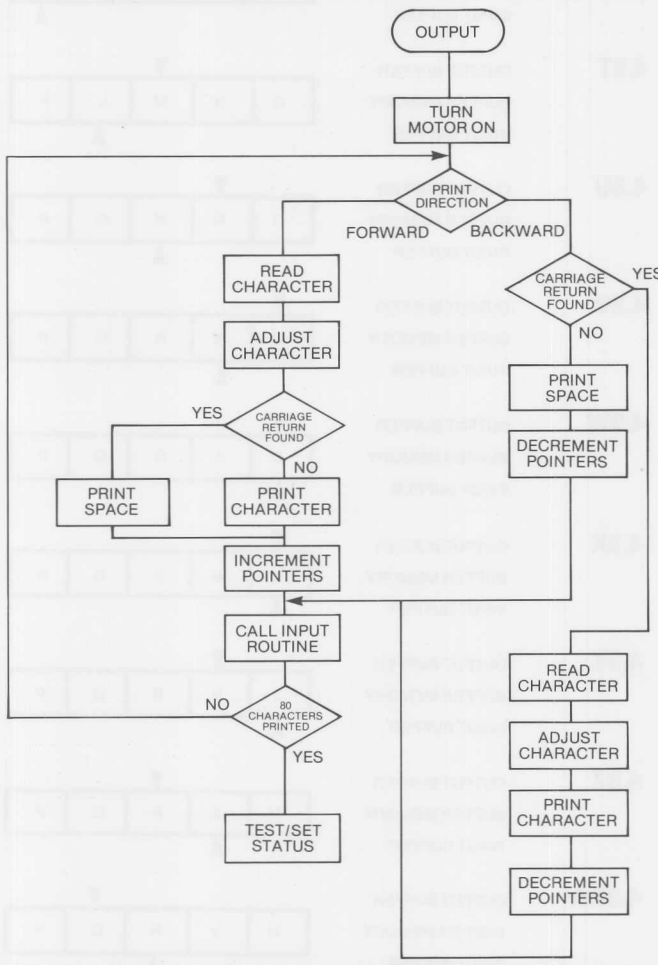 OUTPUT
TURN
MOTOR ON
PRINT
DIRECTION
FORWARD
BACKWARD
READ
CHARACTER
ADJUST
CHARACTER
YES
CARRIAGE
RETURN
FOUND
NO
PRINT
SPACE
PRINT
CHARACTER
INCREMENT
POINTERS
CALL INPUT
ROUTINE
NO
80
CHARACTERS
PRINTED
YES
TEST/SET
STATUS
CARRIAGE
RETURN
FOUND
YES
NO
PRINT
SPACE
DECREMENT
POINTERS
READ
CHARACTER
ADJUST
CHARACTER
PRINT
CHARACTER
DECREMENT
POINTERS